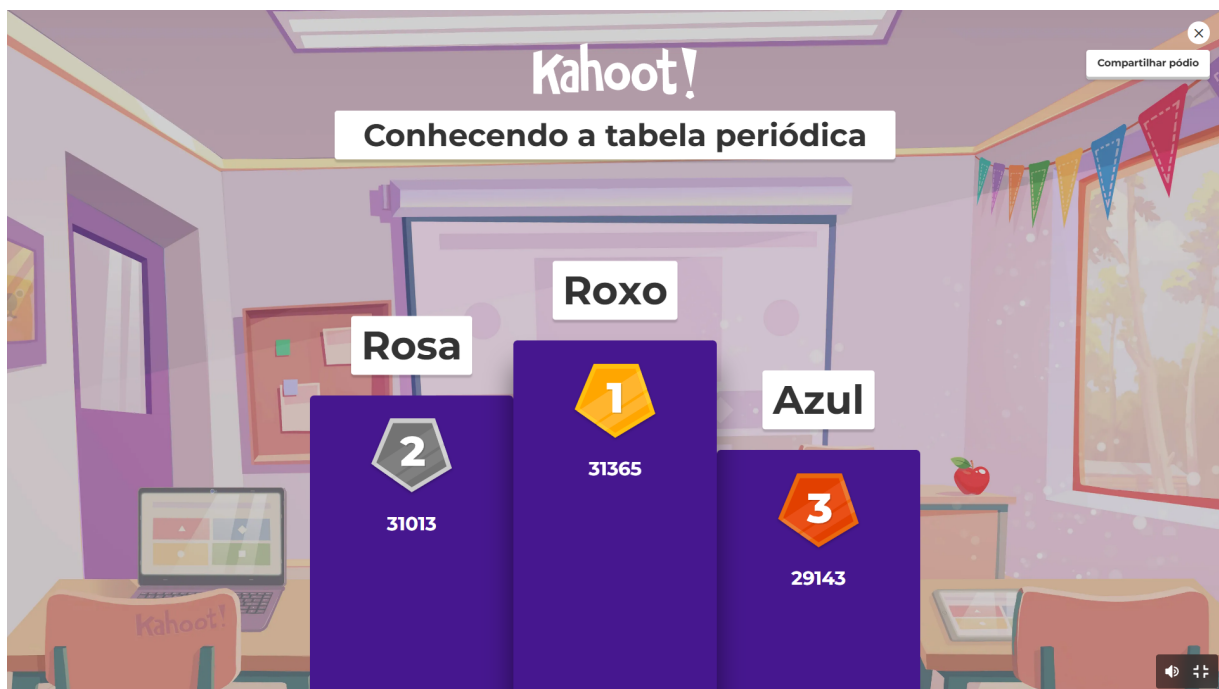 Kahoot!
Compartilhar pódio
Conhecendo a tabela periódica
Roxo
Rosa
Azul
1
2
3
31365
31013
29143
Kahoot!